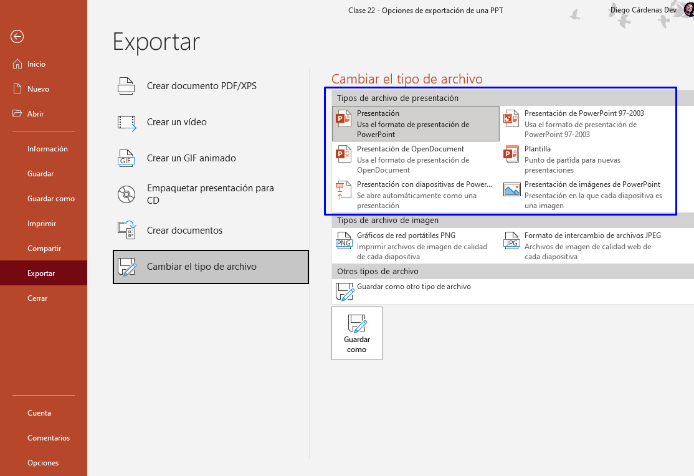 Clase 22 - Opciones de exportación de una PPT
Diego Cárdenas Dev
Inicio
Nuevo
Abrir
Información
Guardar
Guardar como
Imprimir
Compartir
Exportar
Cerrar
Cuenta
Comentarios
Opciones
Exportar
Crear documento PDF/XPS
Crear un vídeo
GIF
Crear un GIF animado
Empaquetar presentación para
CD
Crear documentos
Cambiar el tipo de archivo
Cambiar el tipo de archivo
Tipos de archivo de presentación
Presentación
Usa el formato de presentación de
PowerPoint
Presentación de PowerPoint 97-2003
Usa el formato de presentación de
PowerPoint 97-2003
Presentación de OpenDocument
Usa el formato de presentación de
OpenDocument
Plantilla
Punto de partida para nuevas
presentaciones
Presentación con diapositivas de Power...
Se abre automáticamente como una
presentación
Presentación de imágenes de PowerPoint
Presentación en la que cada diapositiva es
una imagen
Tipos de archivo de imagen
PNG
Gráficos de red portátiles PNG
Imprimir archivos de imagen de calidad
de cada diapositiva
JPG
Formato de intercambio de archivos JPEG
Archivos de imagen de calidad web de
cada diapositiva
Otros tipos de archivo
Guardar como otro tipo de archivo
Guardar
como